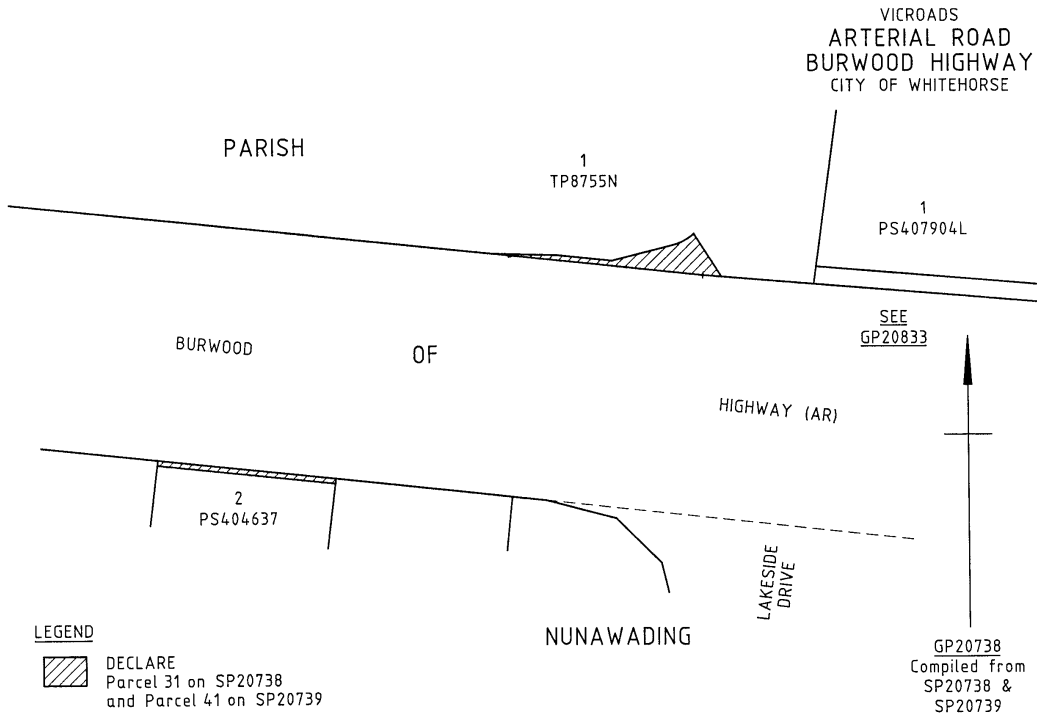 VICROADS
ARTERIAL ROAD
BURWOOD HIGHWAY
CITY OF WHITEHORSE
PARISH
1
TP8755N
1
PS407904L
SEE
GP20833
BURWOOD
OF
HIGHWAY (AR)
2
PS404637
LAKESIDE
DRIVE
NUNAWADING
LEGEND
DECLARE
Parcel 31 on SP20738
and Parcel 41 on SP20739
GP20738
Compiled from
SP20738 &
SP20739